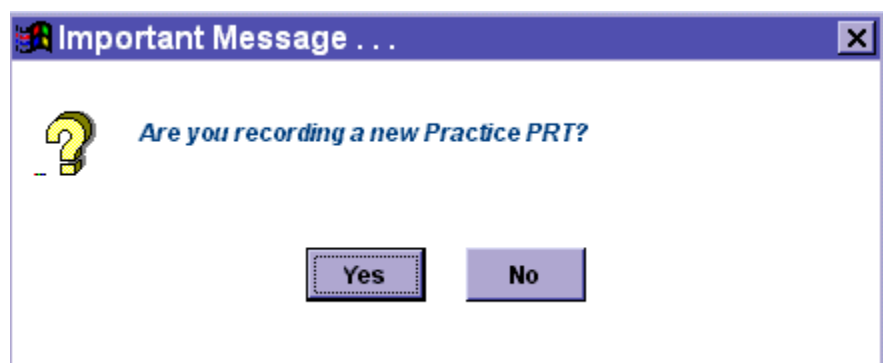 Important Message . . .
Are you recording a new Practice PRT?
Yes No